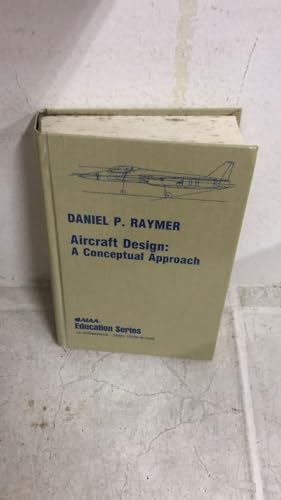 DANIEL P. RAYMER
Aircraft Design:
A Conceptual Approach
AIAA
Education Series